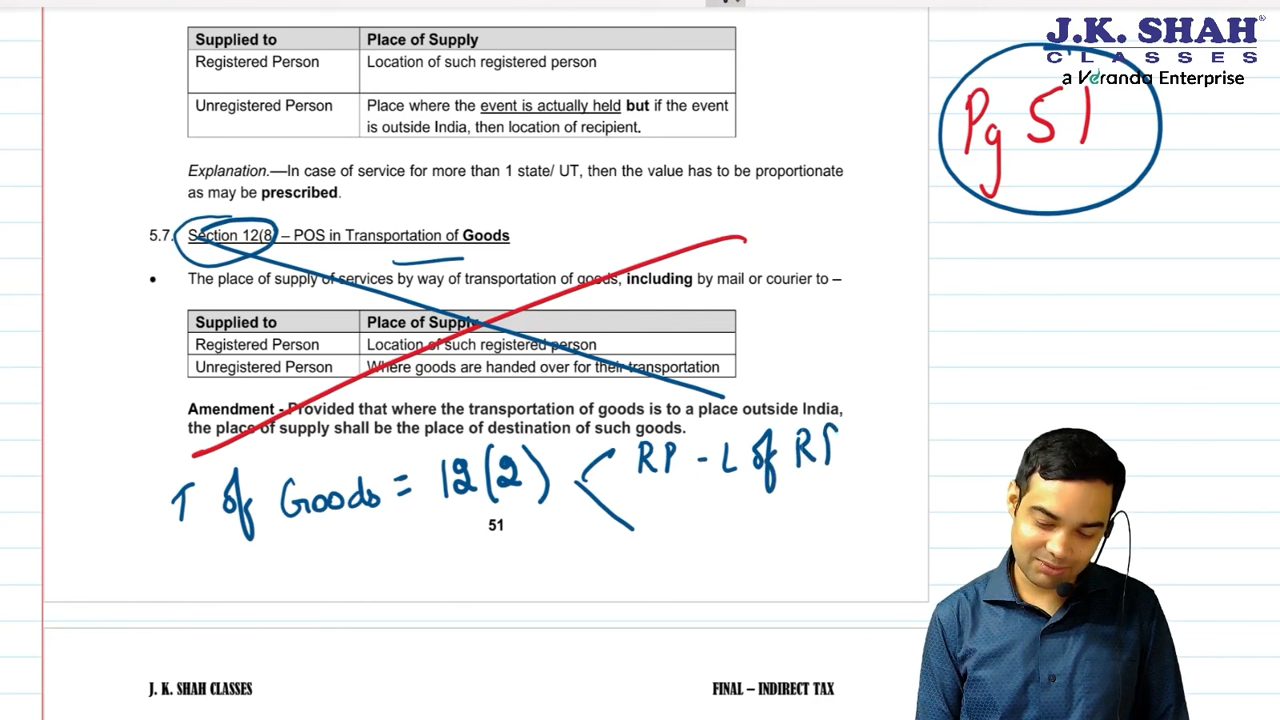 J.K. SHAH®
CLASSES
a Veranda Enterprise
Pg 51
Supplied to Place of Supply
Registered Person Location of such registered person
Unregistered Person Place where the event is actually held but if the event
is outside India, then location of recipient.
Explanation.—In case of service for more than 1 state/ UT, then the value has to be proportionate
as may be prescribed.
5.7. Section 12(8) – POS in Transportation of Goods
• The place of supply of services by way of transportation of goods, including by mail or courier to –
Supplied to Place of Supply
Registered Person Location of such registered person
Unregistered Person Where goods are handed over for their transportation
Amendment - Provided that where the transportation of goods is to a place outside India,
the place of supply shall be the place of destination of such goods.
T of Goods = 12(2) RP - L of RP
51
J. K. SHAH CLASSES FINAL – INDIRECT TAX